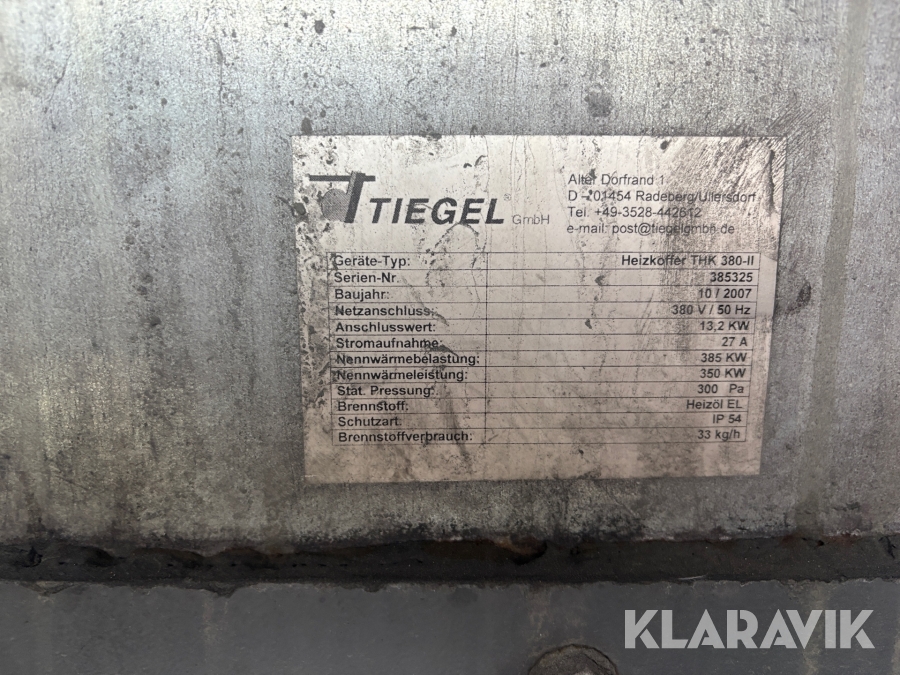 TIEGEL® GmbH
Alter Dorfrand 1
D - 01454 Radeberg/Ullersdorf
Tel. +49-3528-442612
e-mail: post@tiegelgmbh.de
Geräte-Typ: Heizkoffer THK 380-II
Serien-Nr. 385325
Baujahr: 10 / 2007
Netzanschluss: 380 V / 50 Hz
Anschlusswert: 13,2 KW
Stromaufnahme: 27 A
Nennwärmebelastung: 385 KW
Nennwärmeleistung: 350 KW
Stat. Pressung: 300 Pa
Brennstoff: Heizöl EL
Schutzart: IP 54
Brennstoffverbrauch: 33 kg/h
KLARAVIK